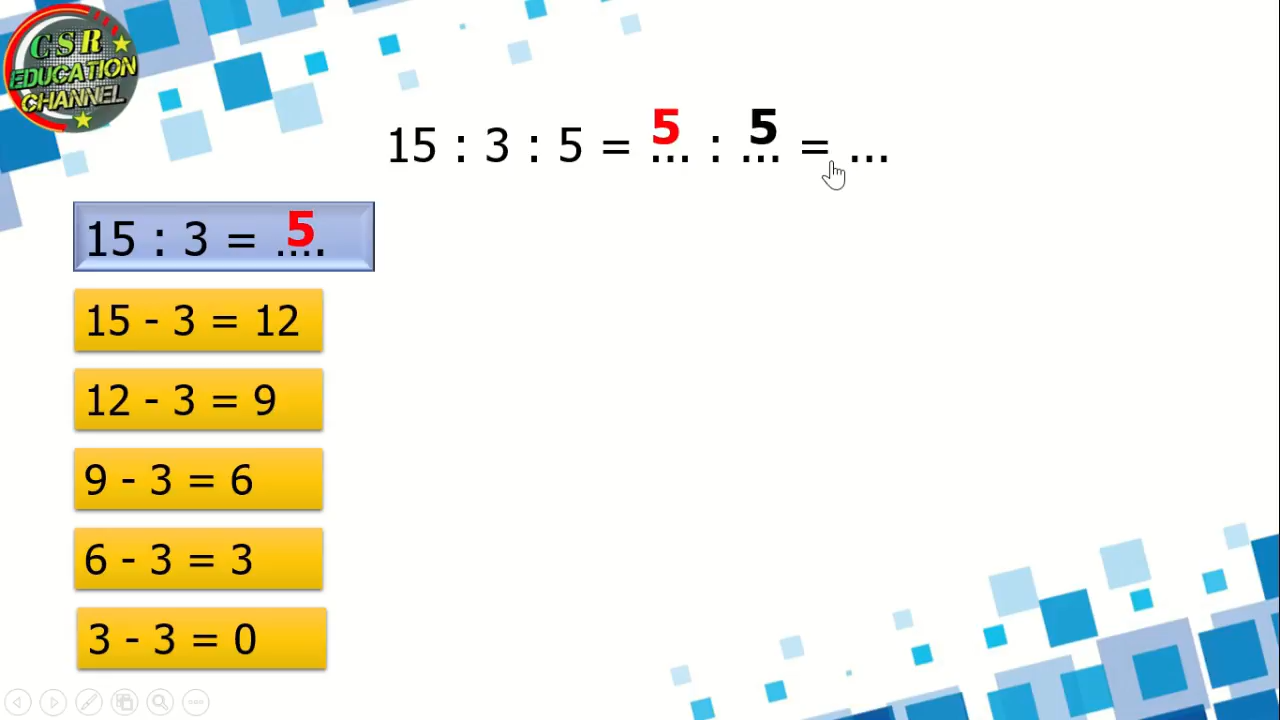 CSR
EDUCATION
CHANNEL
15 : 3 : 5 = 5... : 5... = ...
15 : 3 = 5....
15 - 3 = 12
12 - 3 = 9
9 - 3 = 6
6 - 3 = 3
3 - 3 = 0